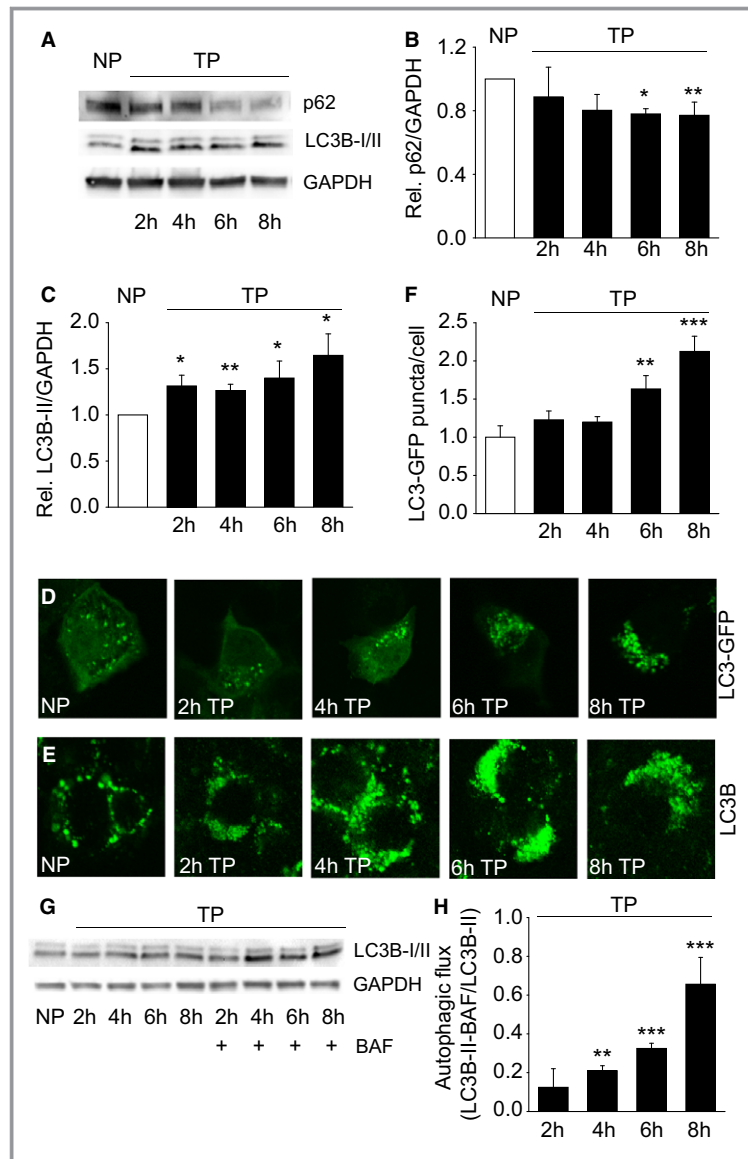 A
NP TP
p62
LC3B-I/II
GAPDH
2h 4h 6h 8h
B
NP TP
Rel. p62/GAPDH
1.2
0.8
0.4
0.0
* **
2h 4h 6h 8h
C
NP TP
Rel. LC3B-II/GAPDH
2.0
1.5
1.0
0.5
0.0
* ** * *
2h 4h 6h 8h
F
NP TP
LC3-GFP puncta/cell
2.5
2.0
1.5
1.0
0.5
0.0
** ***
2h 4h 6h 8h
D
NP 2h TP 4h TP 6h TP 8h TP
LC3-GFP
E
NP 2h TP 4h TP 6h TP 8h TP
LC3B
G
TP
LC3B-I/II
GAPDH
NP 2h 4h 6h 8h 2h 4h 6h 8h
+ + + + BAF
H
TP
Autophagic flux
(LC3B-II-BAF/LC3B-II)
1.0
0.8
0.6
0.4
0.2
0.0
** *** ***
2h 4h 6h 8h